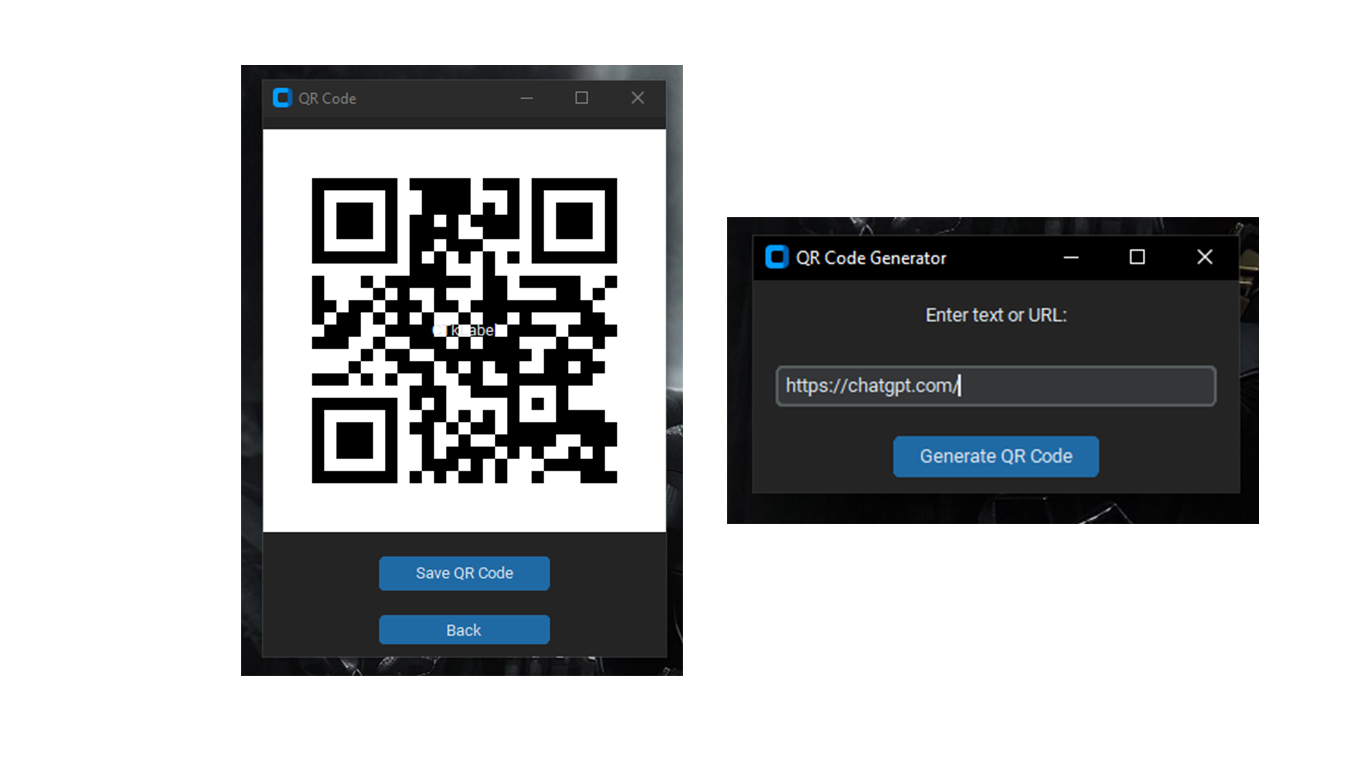 QR Code
CTkLabel
Save QR Code
Back
QR Code Generator
Enter text or URL:
https://chatgpt.com/
Generate QR Code